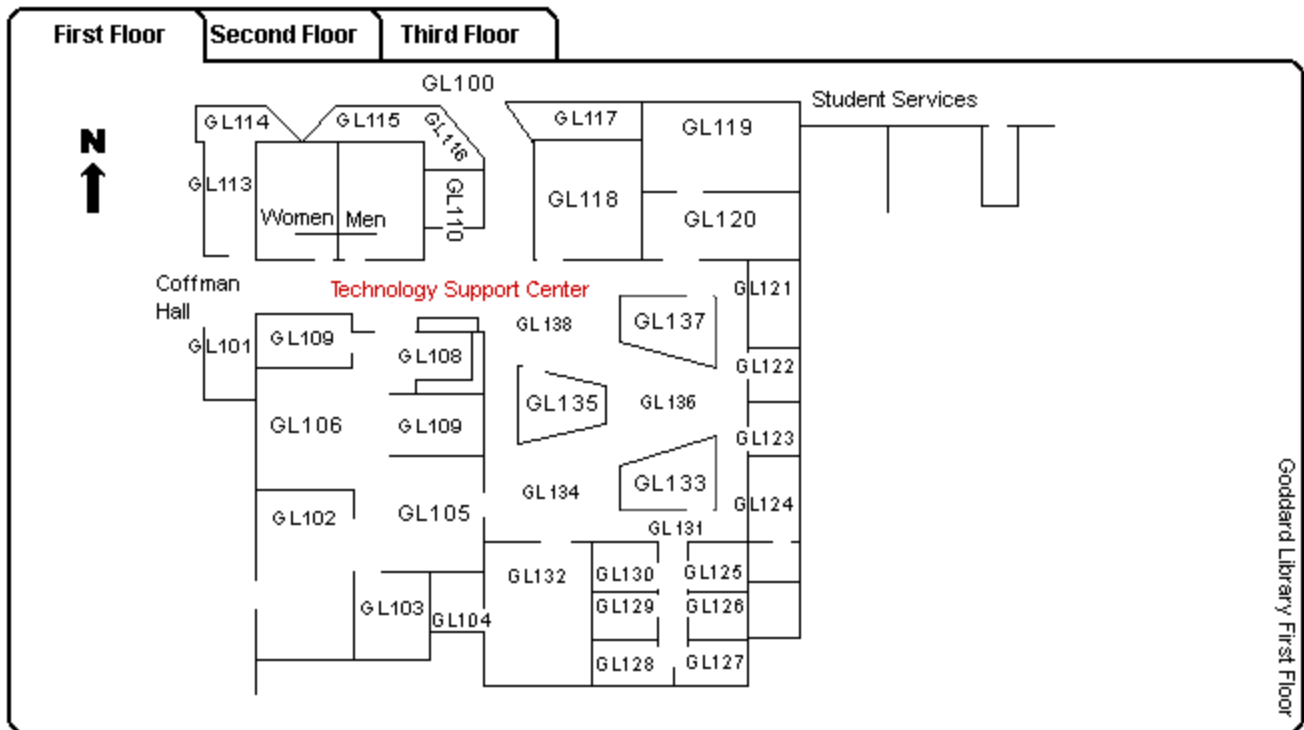 First Floor
Second Floor
Third Floor
GL100
Student Services
N
GL114
GL115
GL116
GL117
GL119
GL113
GL110
GL118
GL120
Women
Men
Coffman
Hall
Technology Support Center
GL121
GL138
GL137
GL101
GL109
GL108
GL122
GL135
GL136
GL106
GL109
GL123
GL134
GL133
GL102
GL105
GL124
GL131
GL132
GL130
GL125
GL103
GL104
GL129
GL126
GL128
GL127
Goddard Library First Floor